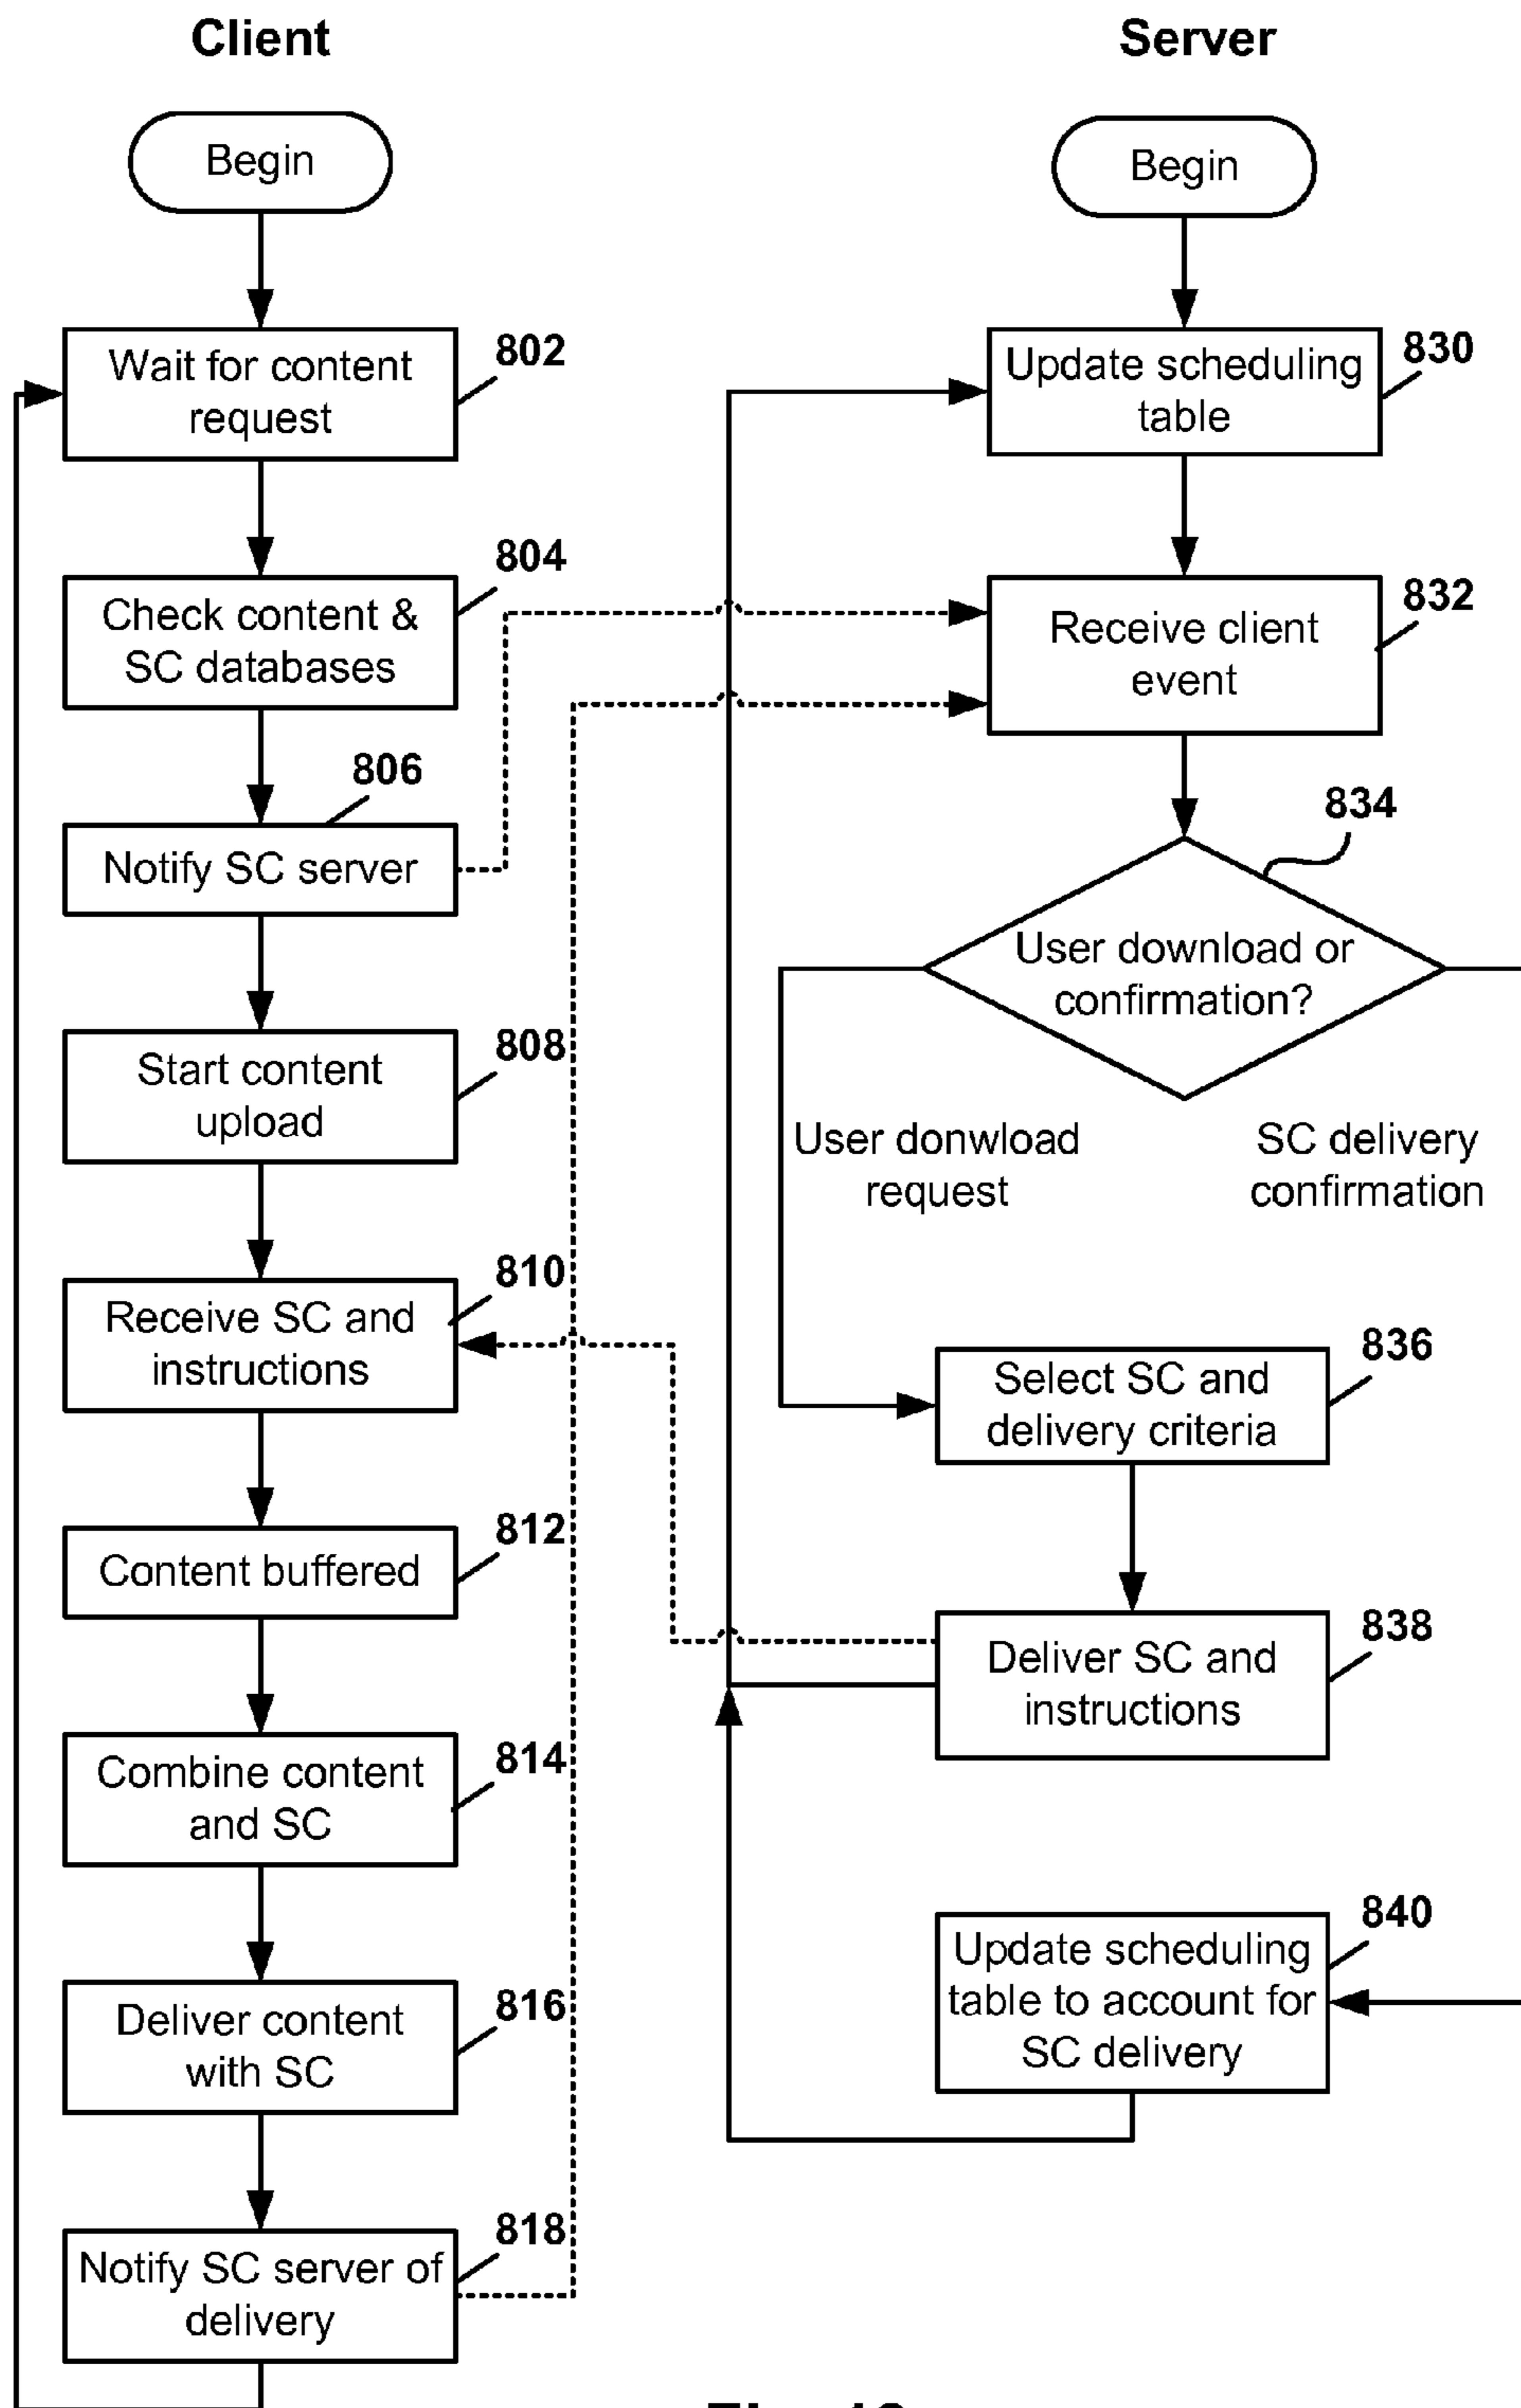 Client
Begin
Wait for content
request
802
Check content &
SC databases
804
Notify SC server
806
Start content
upload
808
Receive SC and
instructions
810
Content buffered
812
Combine content
and SC
814
Deliver content
with SC
816
Notify SC server of
delivery
818
Server
Begin
Update scheduling
table
830
Receive client
event
832
User download or
confirmation?
834
User donwload
request
SC delivery
confirmation
Select SC and
delivery criteria
836
Deliver SC and
instructions
838
Update scheduling
table to account for
SC delivery
840